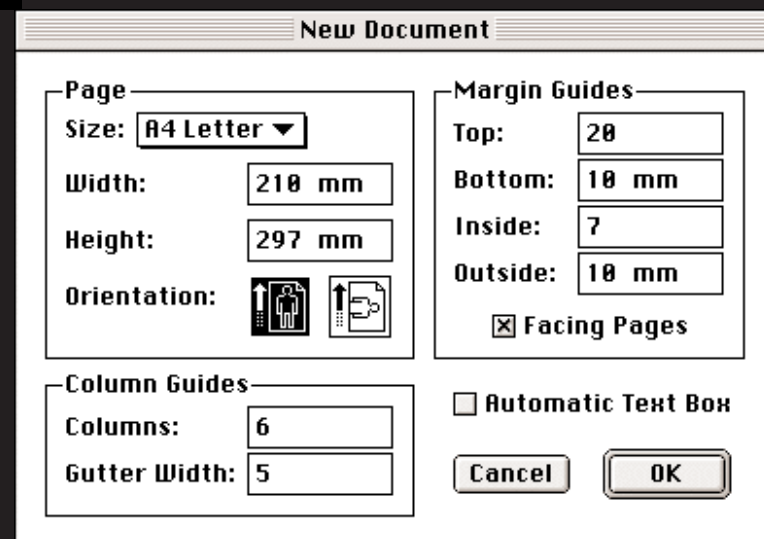 New Document
Page
Size: A4 Letter
Width: 210 mm
Height: 297 mm
Orientation:
Column Guides
Columns: 6
Gutter Width: 5
Margin Guides
Top: 20
Bottom: 10 mm
Inside: 7
Outside: 10 mm
Facing Pages
Automatic Text Box
Cancel
OK